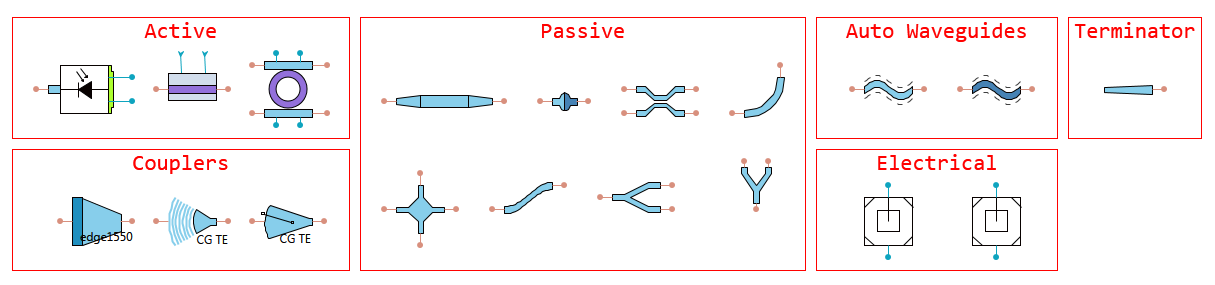 Active
Passive
Auto Waveguides
Terminator
Couplers
Electrical
edge1550
CG TE
CG TE